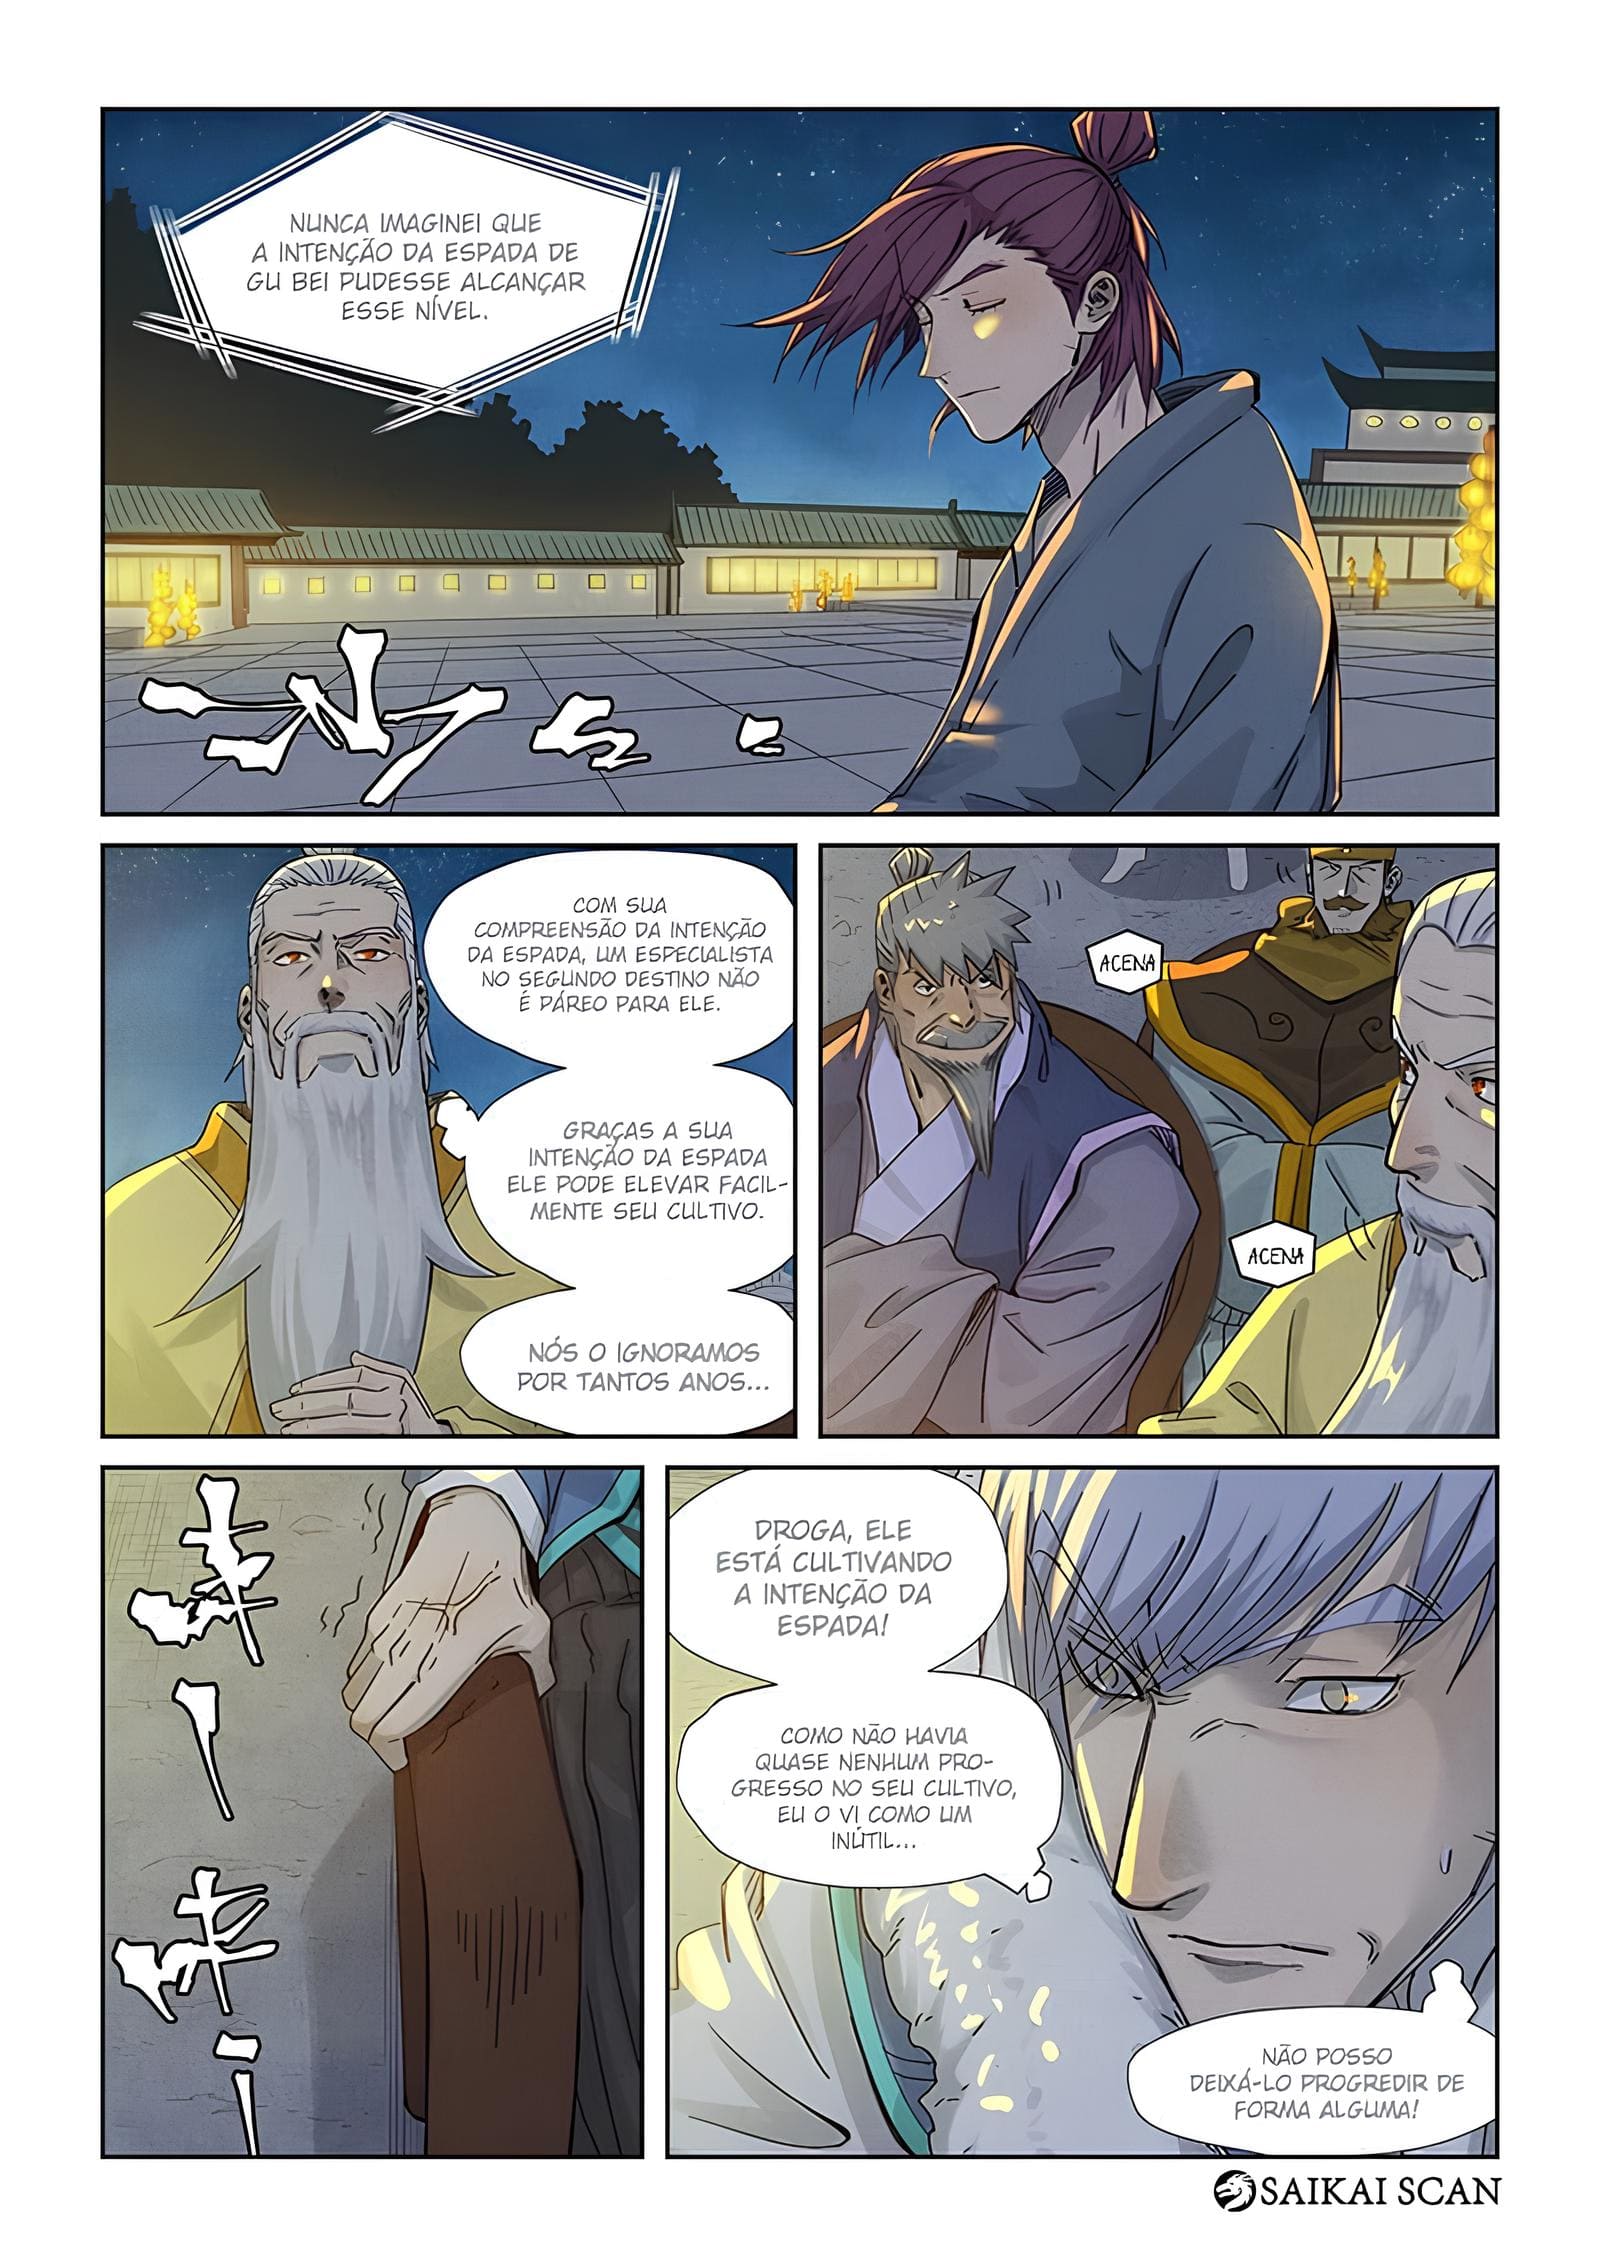 NUNCA IMAGINEI QUE
A INTENÇÃO DA ESPADA DE
GU BEI PUDESSE ALCANÇAR
ESSE NÍVEL.
COM SUA
COMPREENSÃO DA INTENÇÃO
DA ESPADA, UM ESPECIALISTA
NO SEGUNDO DESTINO NÃO
É PÁREO PARA ELE.
GRAÇAS A SUA
INTENÇÃO DA ESPADA
ELE PODE ELEVAR FACIL-
MENTE SEU CULTIVO.
NÓS O IGNORAMOS
POR TANTOS ANOS...
ACENA
ACENA
DROGA, ELE
ESTÁ CULTIVANDO
A INTENÇÃO DA
ESPADA!
COMO NÃO HAVIA
QUASE NENHUM PRO-
GRESSO NO SEU CULTIVO,
EU O VI COMO UM
INÚTIL...
NÃO POSSO
DEIXÁ-LO PROGREDIR DE
FORMA ALGUMA!
SAIKAI SCAN